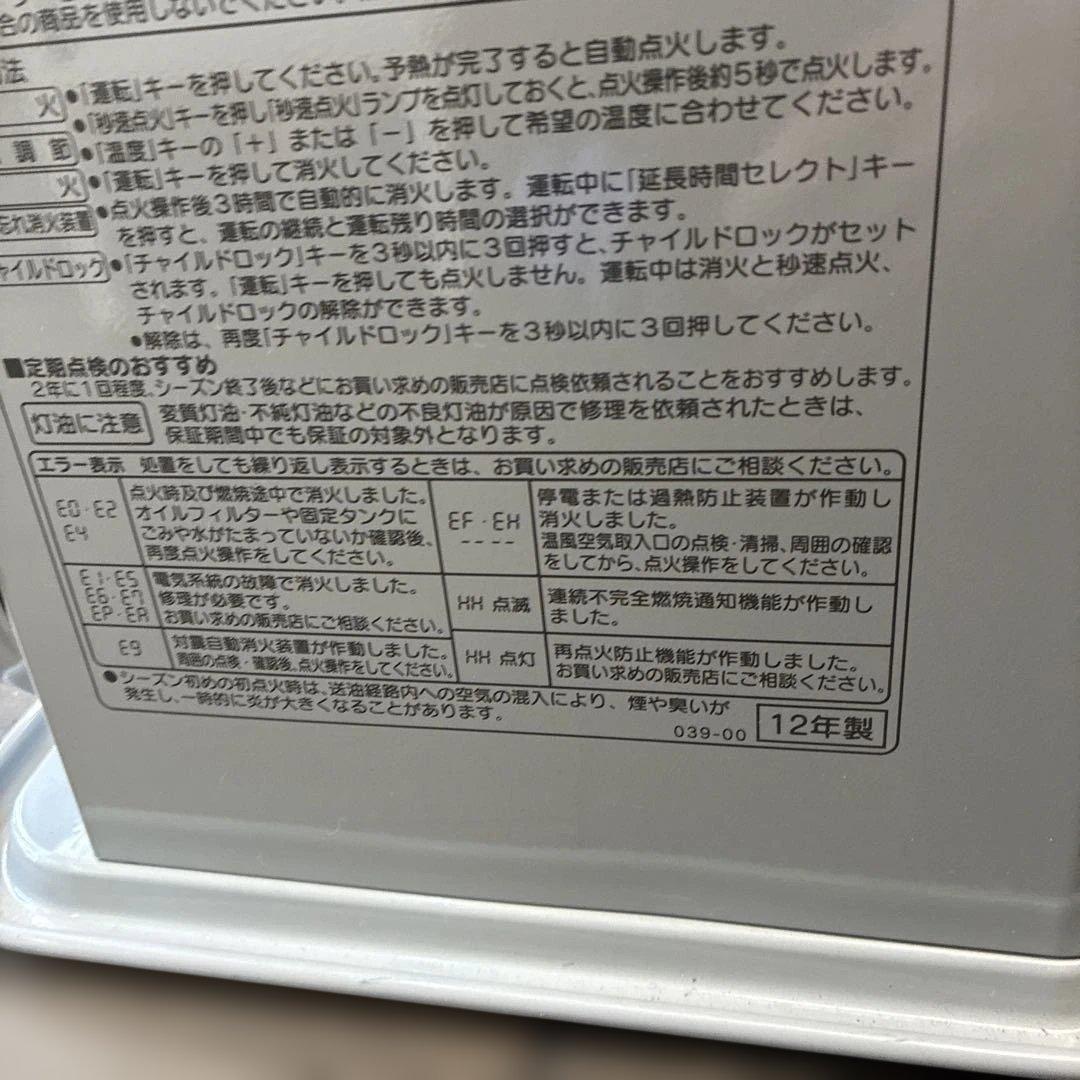 合の商品を使用しないでください。
法
火
●「運転」キーを押してください。予熱が完了すると自動点火します。
●「秒速点火」キーを押し「秒速点火」ランプを点灯しておくと、点火操作後約5秒で点火します。
調節
●「温度」キーの「+」または「-」を押して希望の温度に合わせてください。
火
●「運転」キーを押して消火してください。
忘れ消火装置
●点火操作後3時間で自動的に消火します。運転中に「延長時間セレクト」キー
を押すと、運転の継続と運転残り時間の選択ができます。
ャイルドロック
●「チャイルドロック」キーを3秒以内に3回押すと、チャイルドロックがセット
されます。「運転」キーを押しても点火しません。運転中は消火と秒速点火、
チャイルドロックの解除ができます。
●解除は、再度「チャイルドロック」キーを3秒以内に3回押してください。
■定期点検のおすすめ
2年に1回程度、シーズン終了後などにお買い求めの販売店に点検依頼されることをおすすめします。
灯油に注意
変質灯油・不純灯油などの不良灯油が原因で修理を依頼されたときは、
保証期間中でも保証の対象外となります。
エラー表示 処置をしても繰り返し表示するときは、お買い求めの販売店にご相談ください。
E0・E2
E4
点火時及び燃焼途中で消火しました。
オイルフィルターや固定タンクに
ごみや水がたまっていないか確認後、
再度点火操作をしてください。
EF・EH
----
停電または過熱防止装置が作動し
消火しました。
温風空気取入口の点検・清掃、周囲の確認
をしてから、点火操作をしてください。
E1・E5
E6・E7
EP・EA
電気系統の故障で消火しました。
修理が必要です。
お買い求めの販売店にご相談ください。
HH 点滅
連続不完全燃焼通知機能が作動し
ました。
E9
対震自動消火装置が作動しました。
周囲の点検・確認後、点火操作をしてください。
HH 点灯
再点火防止機能が作動しました。
お買い求めの販売店にご相談ください。
●シーズン初めの初点火時は、送油経路内への空気の混入により、煙や臭いが
発生し、一時的に炎が大きくなることがあります。
039-00
12年製